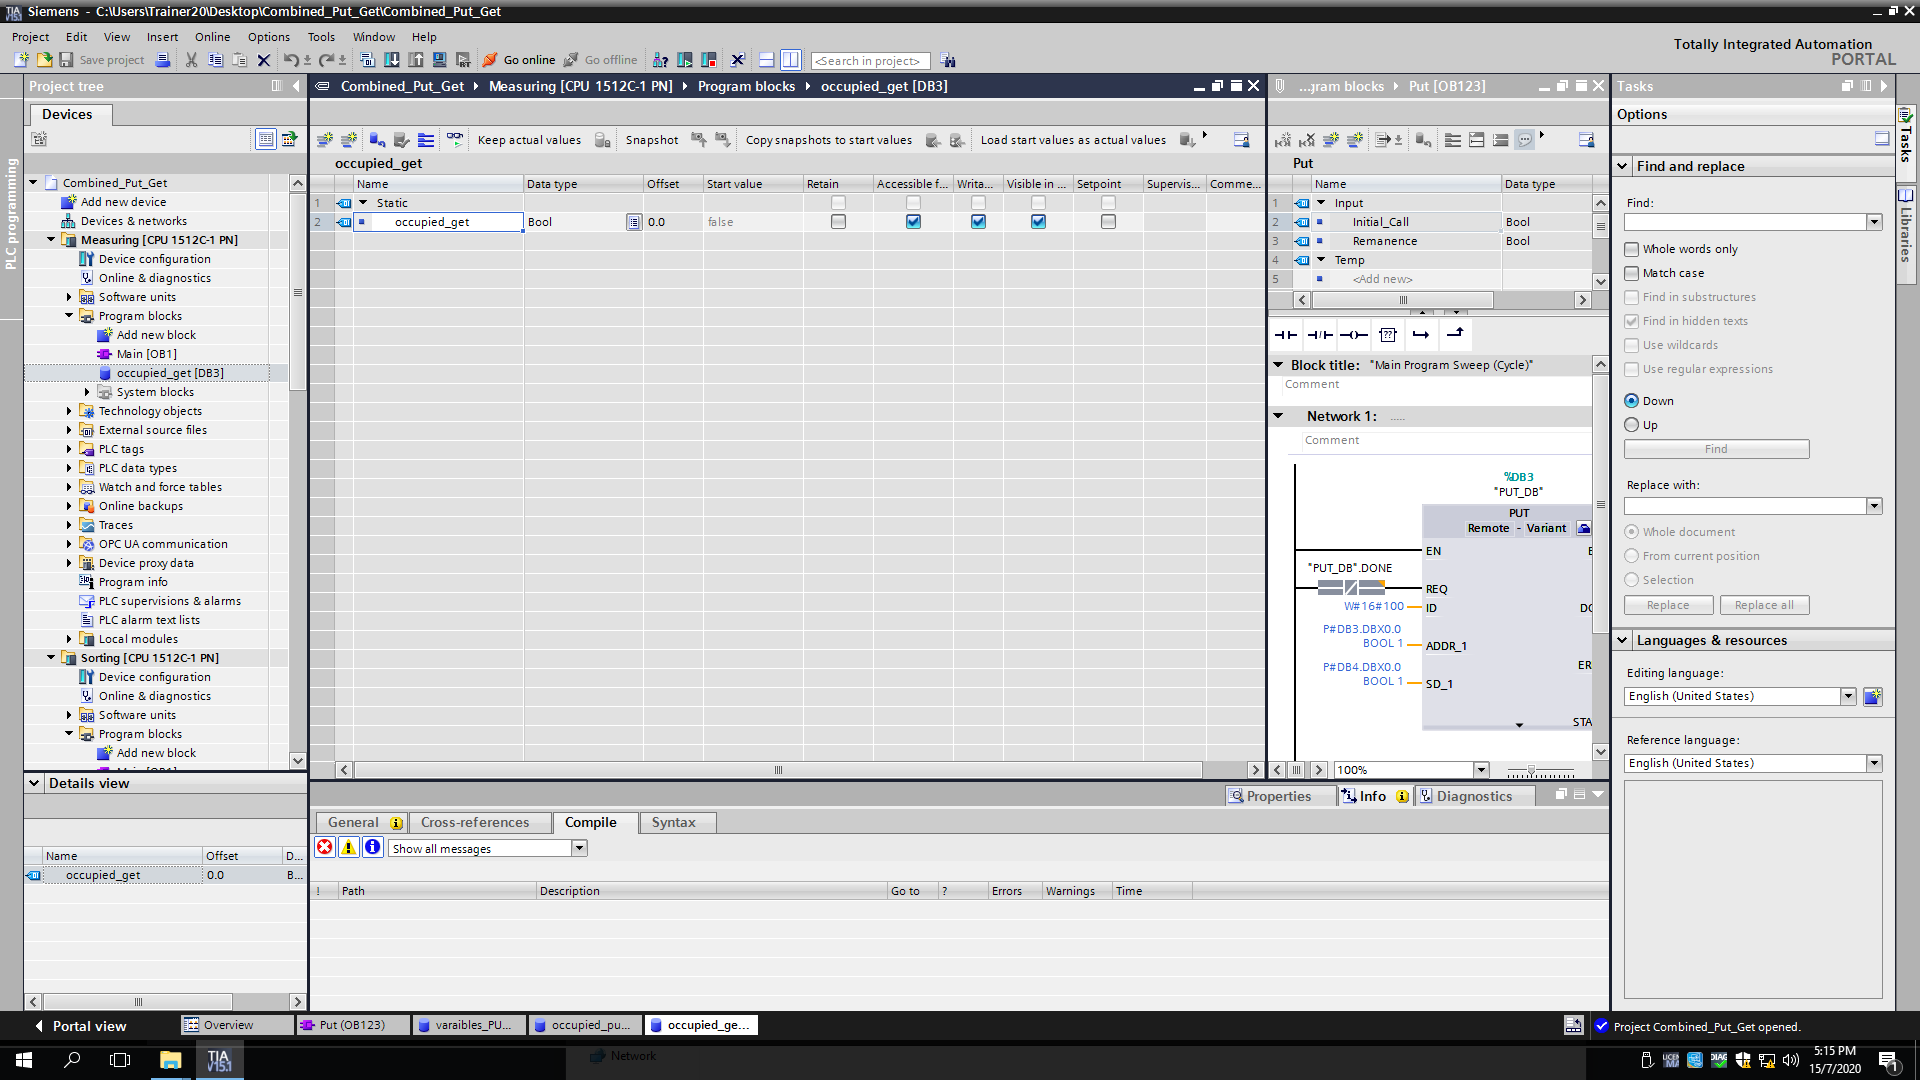 Siemens - C:\Users\Trainer20\Desktop\Combined_Put_Get\Combined_Put_Get
Project Edit View Insert Online Options Tools Window Help
Totally Integrated Automation
PORTAL
Save project
Go online
Go offline
<Search in project>
Project tree
Devices
PLC programming
Combined_Put_Get
Add new device
Devices & networks
Measuring [CPU 1512C-1 PN]
Device configuration
Online & diagnostics
Software units
Program blocks
Add new block
Main [OB1]
occupied_get [DB3]
System blocks
Technology objects
External source files
PLC tags
PLC data types
Watch and force tables
Online backups
Traces
OPC UA communication
Device proxy data
Program info
PLC supervisions & alarms
PLC alarm text lists
Local modules
Sorting [CPU 1512C-1 PN]
Device configuration
Online & diagnostics
Software units
Program blocks
Add new block
Details view
Name Offset D...
occupied_get 0.0 B...
Combined_Put_Get Measuring [CPU 1512C-1 PN] Program blocks occupied_get [DB3]
Keep actual values Snapshot Copy snapshots to start values Load start values as actual values
occupied_get
Name Data type Offset Start value Retain Accessible f... Writa... Visible in ... Setpoint Supervis... Comme...
1 Static
2 occupied_get Bool 0.0 false
...gram blocks Put [OB123]
Put
Name Data type
1 Input
2 Initial_Call Bool
3 Remanence Bool
4 Temp
5 <Add new>
Block title: "Main Program Sweep (Cycle)"
Comment
Network 1: .....
Comment
%DB3
"PUT_DB"
PUT
Remote - Variant
EN
"PUT_DB".DONE
REQ
W#16#100 ID
P#DB3.DBX0.0
BOOL 1 ADDR_1
P#DB4.DBX0.0
BOOL 1 SD_1
ER
STA
100%
Properties Info Diagnostics
General Cross-references Compile Syntax
Show all messages
! Path Description Go to ? Errors Warnings Time
Tasks
Options
Find and replace
Find:
Whole words only
Match case
Find in substructures
Find in hidden texts
Use wildcards
Use regular expressions
Down
Up
Find
Replace with:
Whole document
From current position
Selection
Replace Replace all
Languages & resources
Editing language:
English (United States)
Reference language:
English (United States)
Tasks
Libraries
Portal view
Overview
Put (OB123)
varaibles_PU...
occupied_pu...
occupied_ge...
Project Combined_Put_Get opened.
Network
TIA
V15.1
5:15 PM
15/7/2020
1